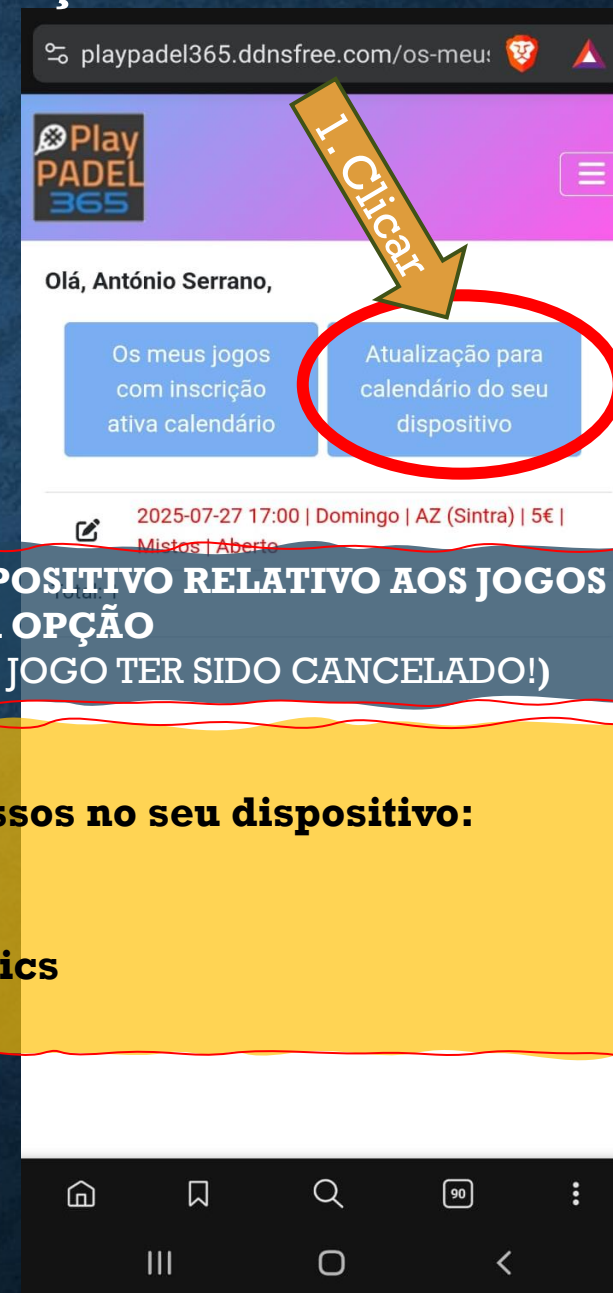 playpadel365.ddnsfree.com/os-meus
Play
PADEL
365
1. Clicar
Olá, António Serrano,
Os meus jogos
com inscrição
ativa calendário
Atualização para
calendário do seu
dispositivo
2025-07-27 17:00 | Domingo | AZ (Sintra) | 5€ |
Mistos | Aberto
Total: 1
POSITIVO RELATIVO AOS JOGOS
OPÇÃO
JOGO TER SIDO CANCELADO!)
ssos no seu dispositivo:
ics
90